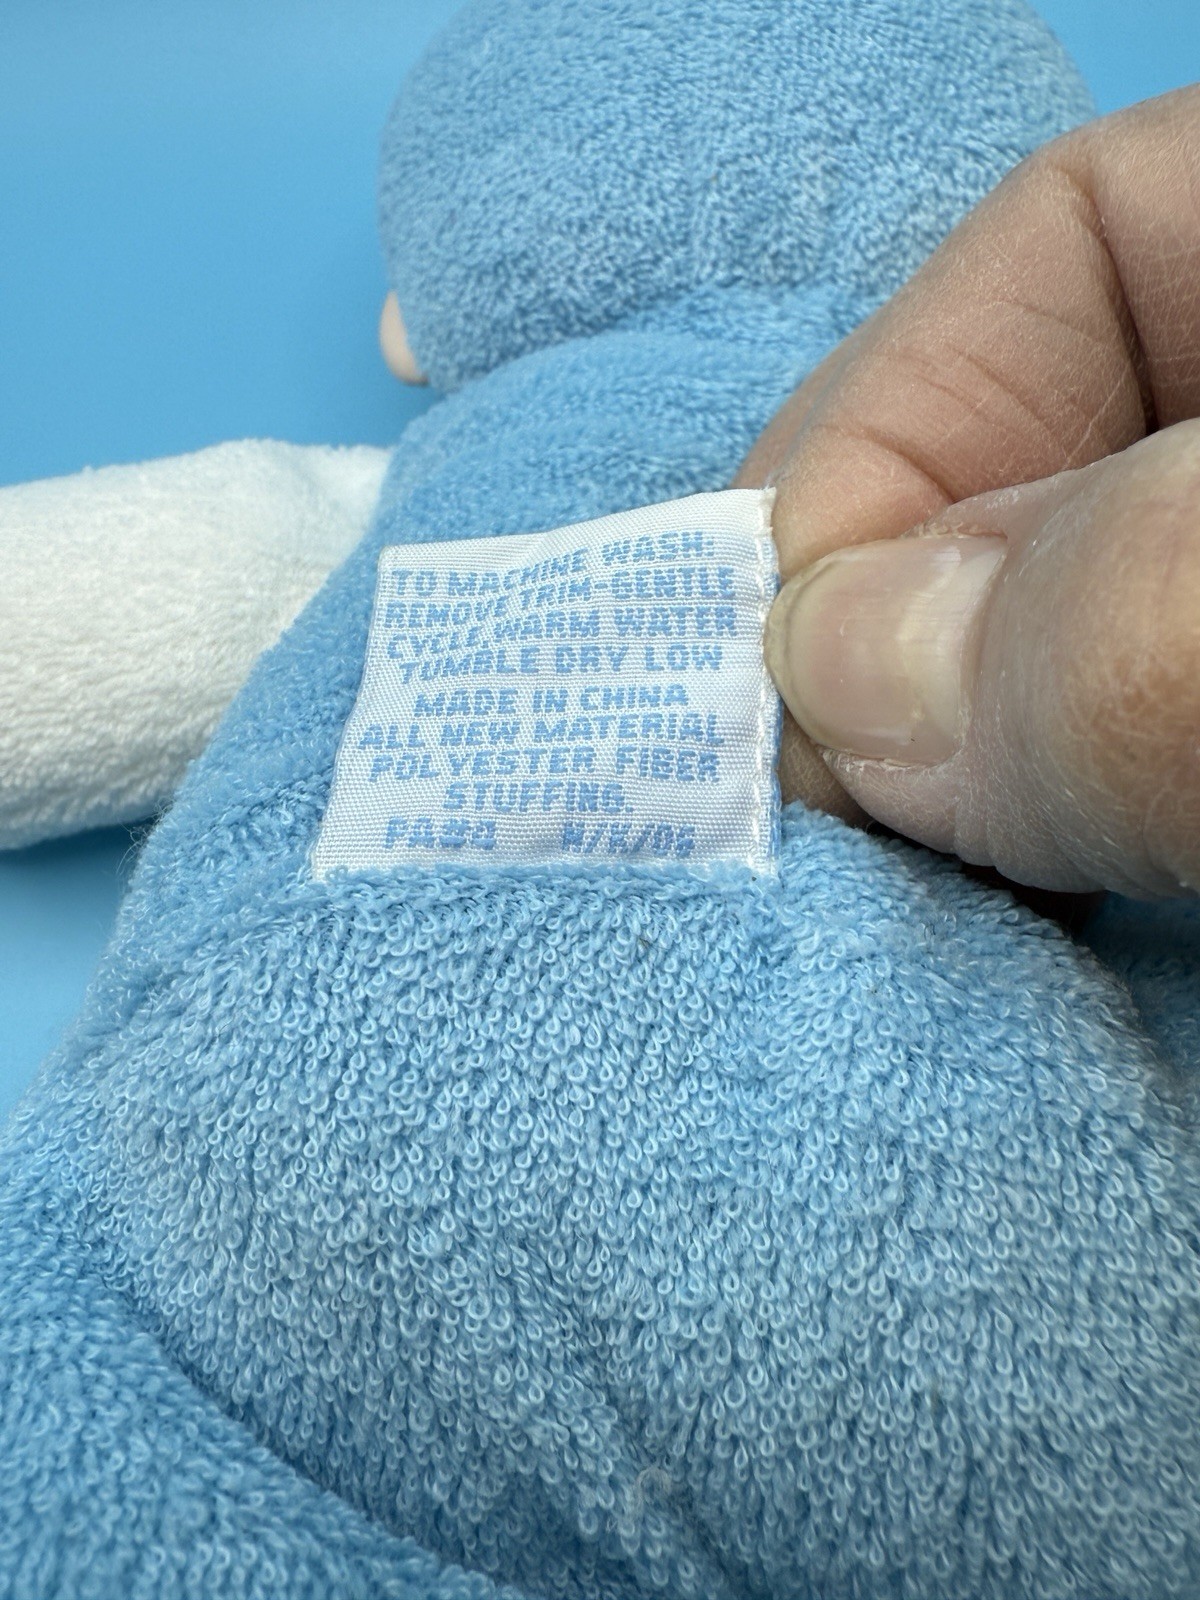 TO MACHINE WASH:
REMOVE TRIM-GENTLE
CYCLE WARM WATER
TUMBLE DRY LOW
MADE IN CHINA
ALL NEW MATERIAL
POLYESTER FIBER
STUFFING.